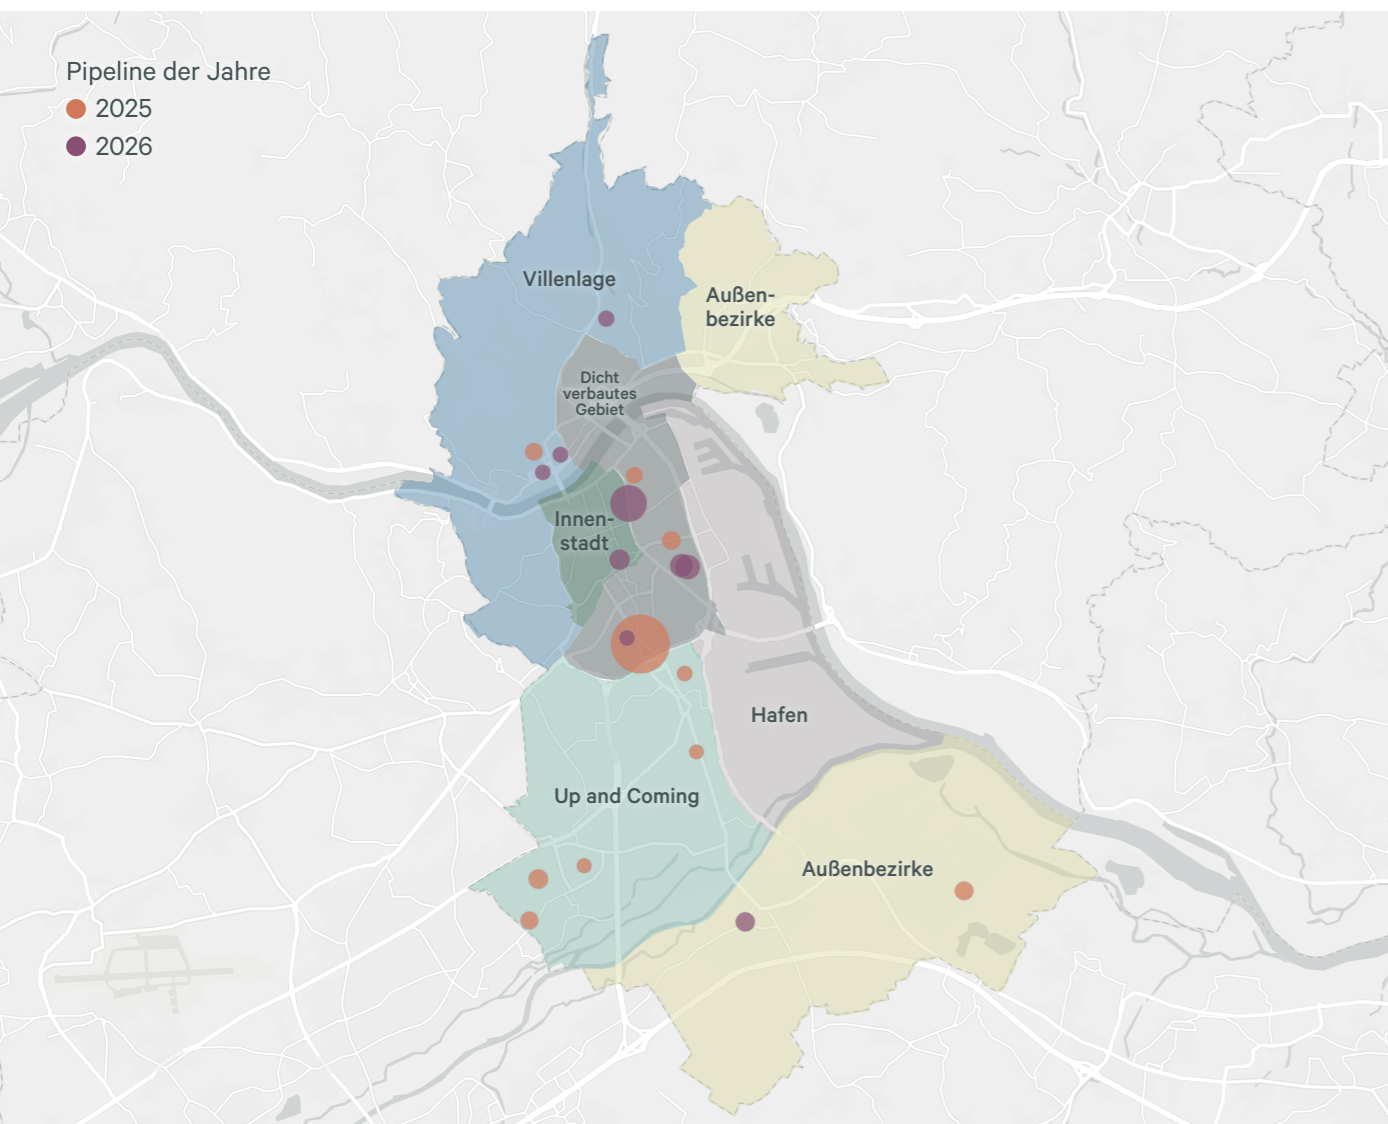 Pipeline der Jahre
2025
2026
Villenlage
Außen-
bezirke
Dicht
verbautes
Gebiet
Innen-
stadt
Hafen
Up and Coming
Außenbezirke